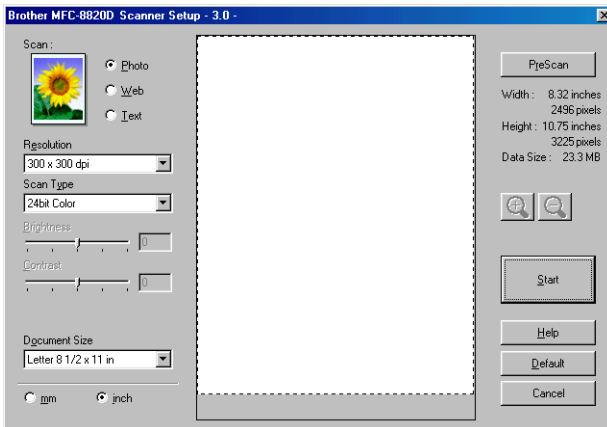 Brother MFC-8820D Scanner Setup - 3.0 -
Scan :
Photo
Web
Text
Resolution
300 x 300 dpi
Scan Type
24bit Color
Brightness
0
Contrast
0
Document Size
Letter 8 1/2 x 11 in
mm
inch
PreScan
Width : 8.32 inches
2496 pixels
Height : 10.75 inches
3225 pixels
Data Size : 23.3 MB
Start
Help
Default
Cancel